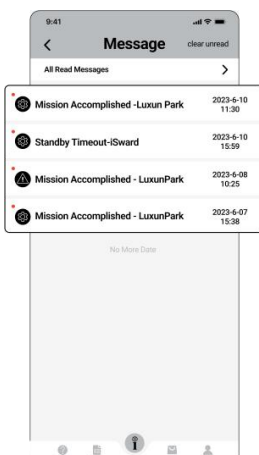 9:41
Message
clear unread
All Read Messages
Mission Accomplished -Luxun Park
2023-6-10
11:30
Standby Timeout-iSward
2023-6-10
15:59
Mission Accomplished - LuxunPark
2023-6-08
10:25
Mission Accomplished - LuxunPark
2023-6-07
15:38
No More Date